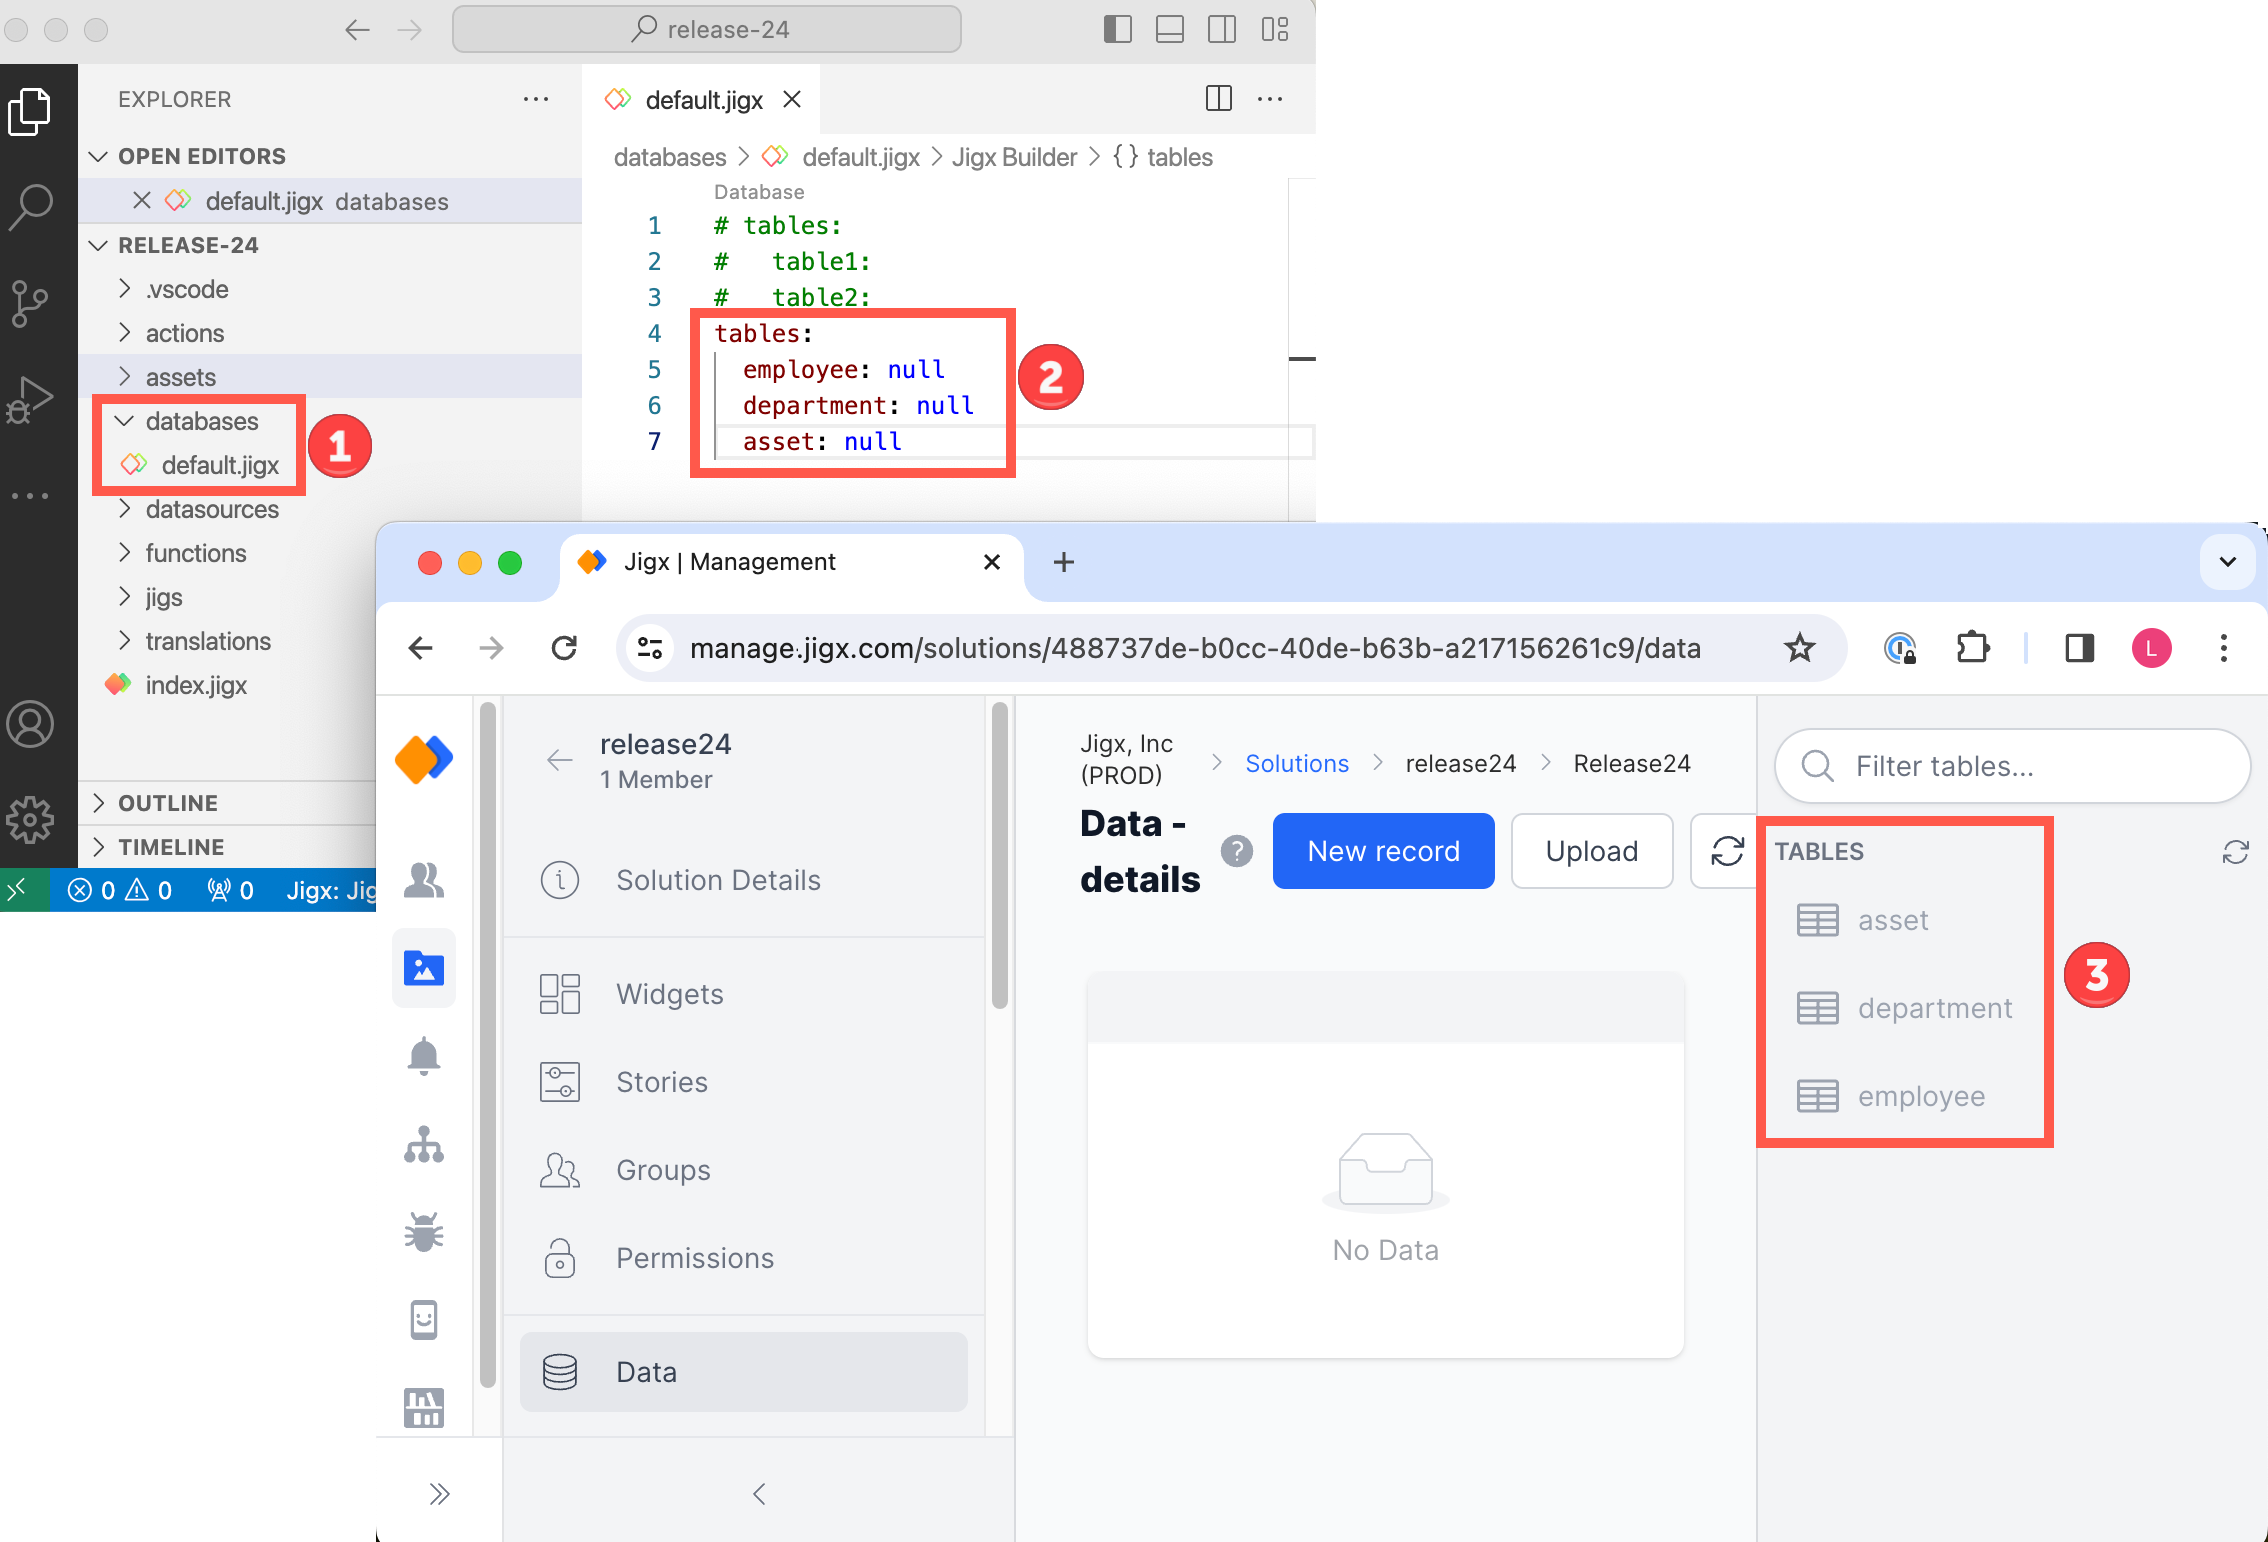 release-24
EXPLORER
default.jigx
OPEN EDITORS
default.jigx databases
RELEASE-24
.vscode
actions
assets
databases
default.jigx
datasources
functions
jigs
translations
index.jigx
OUTLINE
TIMELINE
0 0 0 Jigx: Jig
1
databases > default.jigx > Jigx Builder > {} tables
Database
1 # tables:
2 #   table1:
3 #   table2:
4 tables:
5   employee: null
6   department: null
7   asset: null
2
Jigx | Management
manage.jigx.com/solutions/488737de-b0cc-40de-b63b-a217156261c9/data
L
release24
1 Member
Solution Details
Widgets
Stories
Groups
Permissions
Data
Jigx, Inc
(PROD) > Solutions > release24 > Release24
Data -
details
?
New record
Upload
No Data
Filter tables...
TABLES
asset
department
employee
3